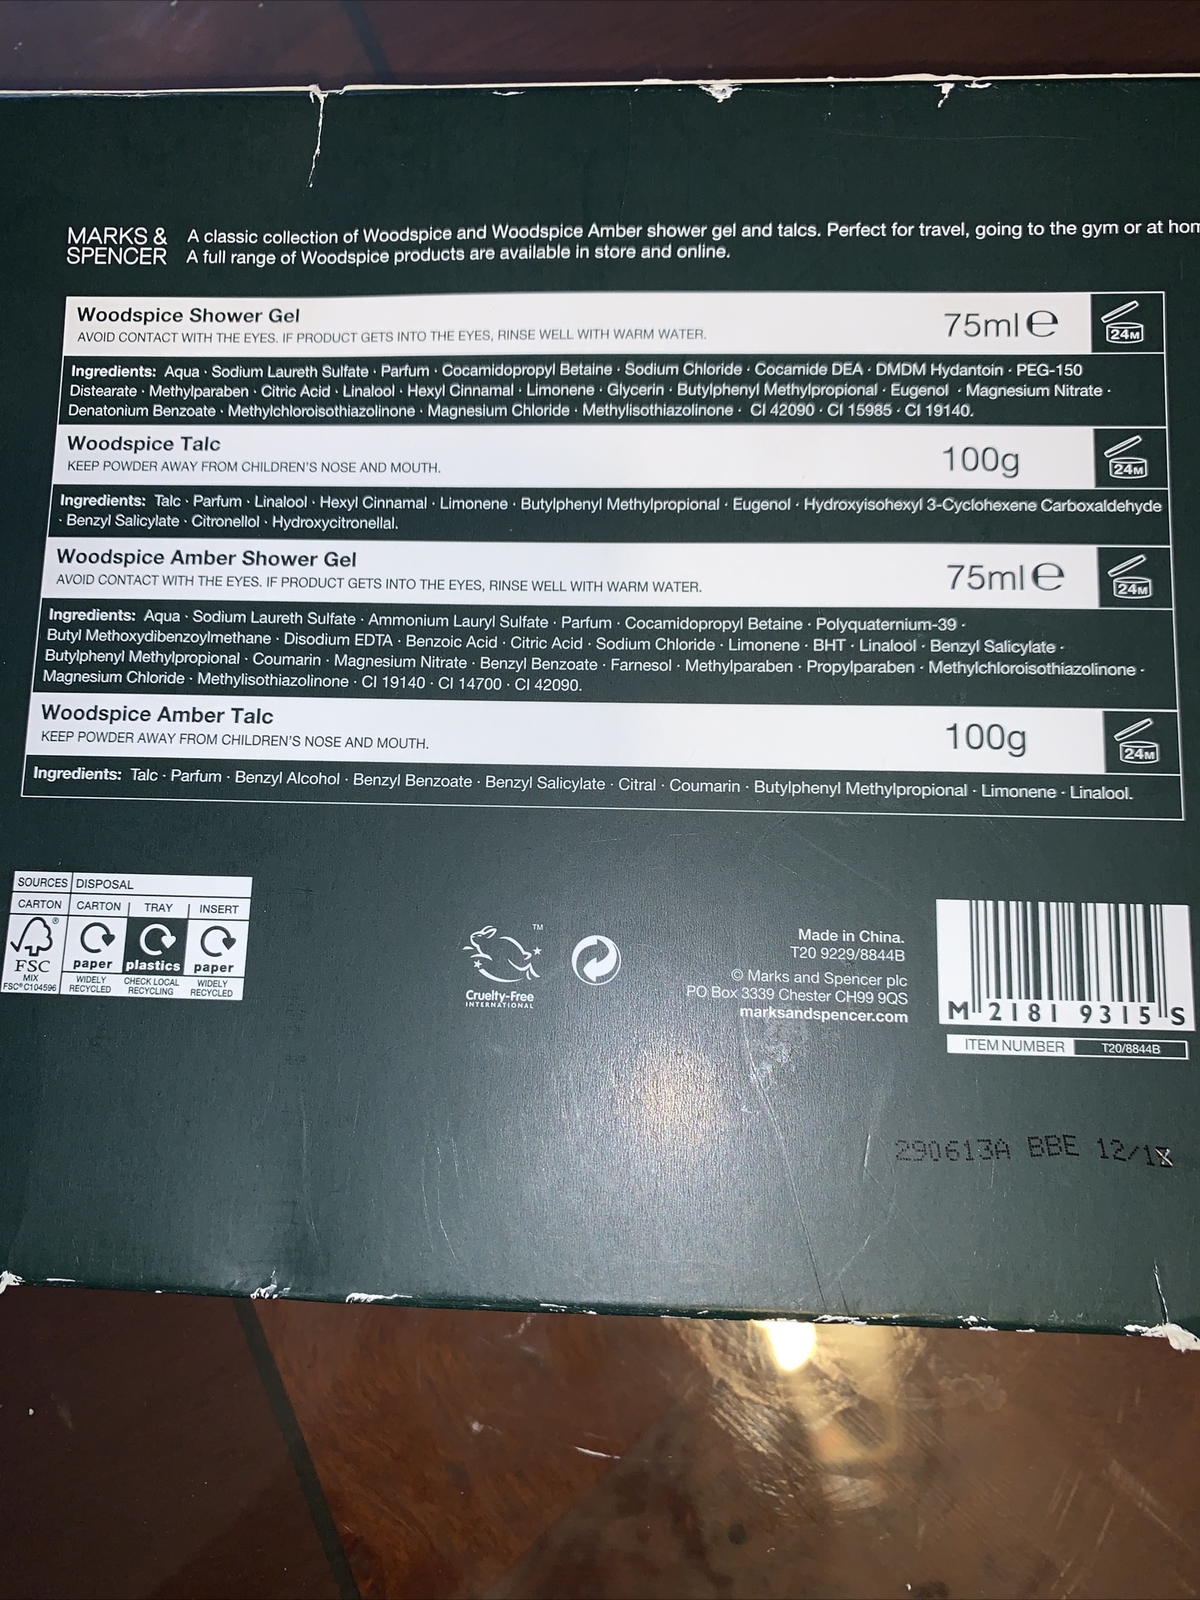 MARKS &
SPENCER
A classic collection of Woodspice and Woodspice Amber shower gel and talcs. Perfect for travel, going to the gym or at hom
A full range of Woodspice products are available in store and online.
Woodspice Shower Gel
AVOID CONTACT WITH THE EYES. IF PRODUCT GETS INTO THE EYES, RINSE WELL WITH WARM WATER.
75ml e
24M
Ingredients: Aqua · Sodium Laureth Sulfate · Parfum · Cocamidopropyl Betaine · Sodium Chloride · Cocamide DEA · DMDM Hydantoin · PEG-150
Distearate · Methylparaben · Citric Acid · Linalool · Hexyl Cinnamal · Limonene · Glycerin · Butylphenyl Methylpropional · Eugenol · Magnesium Nitrate ·
Denatonium Benzoate · Methylchloroisothiazolinone · Magnesium Chloride · Methylisothiazolinone · CI 42090 · CI 15985 · CI 19140.
Woodspice Talc
KEEP POWDER AWAY FROM CHILDREN'S NOSE AND MOUTH.
100g
24M
Ingredients: Talc · Parfum · Linalool · Hexyl Cinnamal · Limonene · Butylphenyl Methylpropional · Eugenol · Hydroxyisohexyl 3-Cyclohexene Carboxaldehyde
· Benzyl Salicylate · Citronellol · Hydroxycitronellal.
Woodspice Amber Shower Gel
AVOID CONTACT WITH THE EYES. IF PRODUCT GETS INTO THE EYES, RINSE WELL WITH WARM WATER.
75ml e
24M
Ingredients: Aqua · Sodium Laureth Sulfate · Ammonium Lauryl Sulfate · Parfum · Cocamidopropyl Betaine · Polyquaternium-39 ·
Butyl Methoxydibenzoylmethane · Disodium EDTA · Benzoic Acid · Citric Acid · Sodium Chloride · Limonene · BHT · Linalool · Benzyl Salicylate ·
Butylphenyl Methylpropional · Coumarin · Magnesium Nitrate · Benzyl Benzoate · Farnesol · Methylparaben · Propylparaben · Methylchloroisothiazolinone ·
Magnesium Chloride · Methylisothiazolinone · CI 19140 · CI 14700 · CI 42090.
Woodspice Amber Talc
KEEP POWDER AWAY FROM CHILDREN'S NOSE AND MOUTH.
100g
24M
Ingredients: Talc · Parfum · Benzyl Alcohol · Benzyl Benzoate · Benzyl Salicylate · Citral · Coumarin · Butylphenyl Methylpropional · Limonene · Linalool.
SOURCES DISPOSAL
CARTON CARTON TRAY INSERT
®
FSC
MIX
FSC® C104596
paper
WIDELY
RECYCLED
plastics
CHECK LOCAL
RECYCLING
paper
WIDELY
RECYCLED
TM
Cruelty-Free
INTERNATIONAL
Made in China.
T20 9229/8844B
© Marks and Spencer plc
PO Box 3339 Chester CH99 9QS
marksandspencer.com
M 2181 9315 S
ITEM NUMBER T20/8844B
290613A BBE